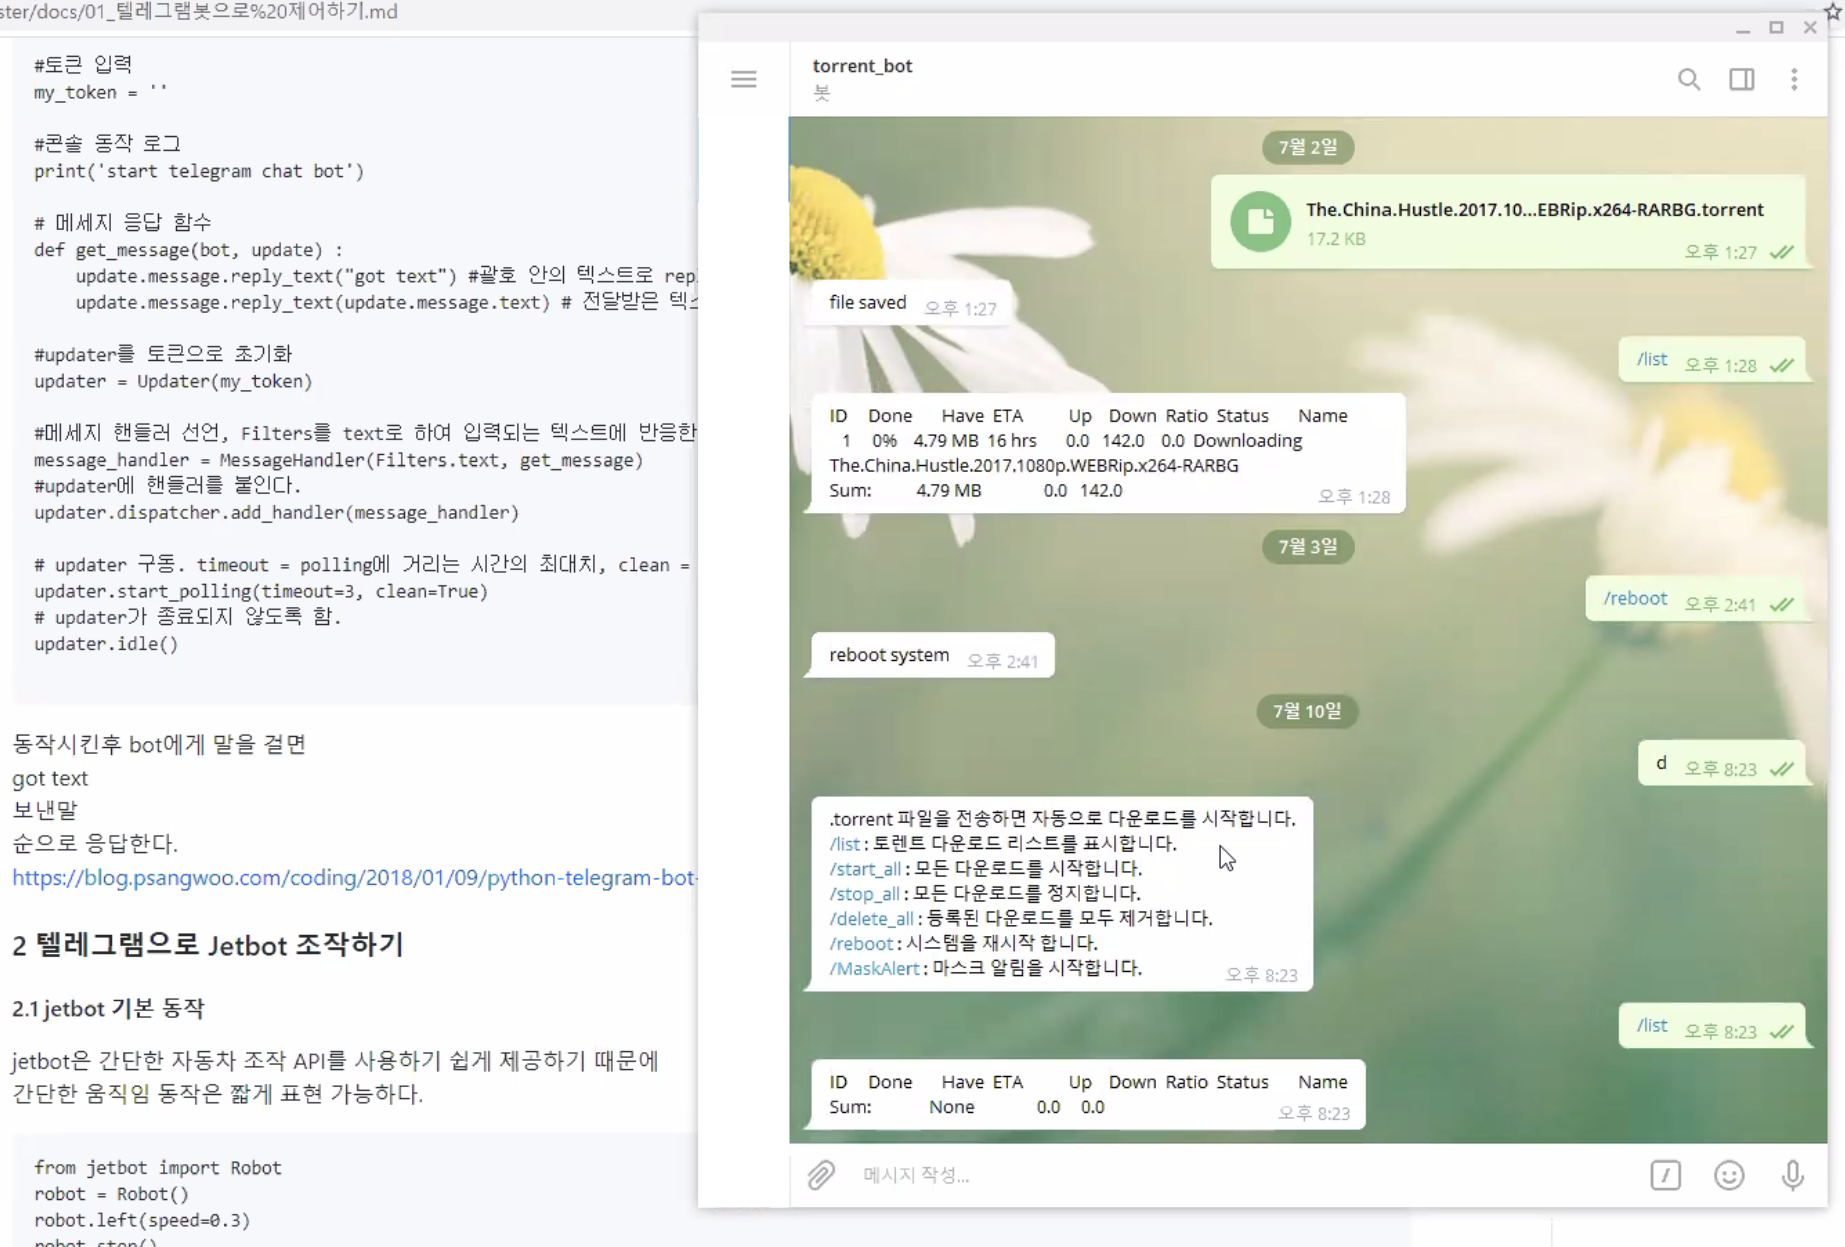 ster/docs/01_텔레그램봇으로%20제어하기.md
#토큰 입력
my_token = ''
#콘솔 동작 로그
print('start telegram chat bot')
# 메세지 응답 함수
def get_message(bot, update) :
update.message.reply_text("got text") #괄호 안의 텍스트로 rep
update.message.reply_text(update.message.text) # 전달받은 텍스
#updater를 토큰으로 초기화
updater = Updater(my_token)
#메세지 핸들러 선언, Filters를 text로 하여 입력되는 텍스트에 반응한
message_handler = MessageHandler(Filters.text, get_message)
#updater에 핸들러를 붙인다.
updater.dispatcher.add_handler(message_handler)
# updater 구동. timeout = polling에 거리는 시간의 최대치, clean =
updater.start_polling(timeout=3, clean=True)
# updater가 종료되지 않도록 함.
updater.idle()
동작시킨후 bot에게 말을 걸면
got text
보낸말
순으로 응답한다.
https://blog.psangwoo.com/coding/2018/01/09/python-telegram-bot-
2 텔레그램으로 Jetbot 조작하기
2.1 jetbot 기본 동작
jetbot은 간단한 자동차 조작 API를 사용하기 쉽게 제공하기 때문에
간단한 움직임 동작은 짧게 표현 가능하다.
from jetbot import Robot
robot = Robot()
robot.left(speed=0.3)
robot.stop()
torrent_bot
봇
7월 2일
The.China.Hustle.2017.10...EBRip.x264-RARBG.torrent
17.2 KB
오후 1:27
file saved 오후 1:27
/list 오후 1:28
ID Done Have ETA Up Down Ratio Status Name
1 0% 4.79 MB 16 hrs 0.0 142.0 0.0 Downloading
The.China.Hustle.2017.1080p.WEBRip.x264-RARBG
Sum: 4.79 MB 0.0 142.0
오후 1:28
7월 3일
/reboot 오후 2:41
reboot system 오후 2:41
7월 10일
d 오후 8:23
.torrent 파일을 전송하면 자동으로 다운로드를 시작합니다.
/list : 토렌트 다운로드 리스트를 표시합니다.
/start_all : 모든 다운로드를 시작합니다.
/stop_all : 모든 다운로드를 정지합니다.
/delete_all : 등록된 다운로드를 모두 제거합니다.
/reboot : 시스템을 재시작 합니다.
/MaskAlert : 마스크 알림을 시작합니다.
오후 8:23
/list 오후 8:23
ID Done Have ETA Up Down Ratio Status Name
Sum: None 0.0 0.0
오후 8:23
메시지 작성...